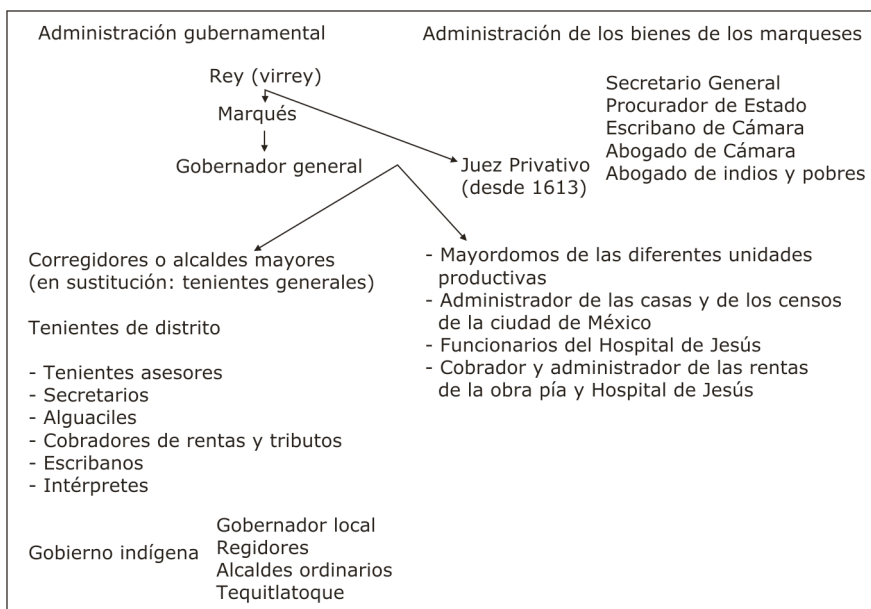 Administración gubernamental
Administración de los bienes de los marqueses
Rey (virrey)
Marqués
Gobernador general
Juez Privativo
(desde 1613)
Secretario General
Procurador de Estado
Escribano de Cámara
Abogado de Cámara
Abogado de indios y pobres
Corregidores o alcaldes mayores
(en sustitución: tenientes generales)
Tenientes de distrito
- Tenientes asesores
- Secretarios
- Alguaciles
- Cobradores de rentas y tributos
- Escribanos
- Intérpretes
- Mayordomos de las diferentes unidades
productivas
- Administrador de las casas y de los censos
de la ciudad de México
- Funcionarios del Hospital de Jesús
- Cobrador y administrador de las rentas
de la obra pía y Hospital de Jesús
Gobierno indígena
Gobernador local
Regidores
Alcaldes ordinarios
Tequitlatoque